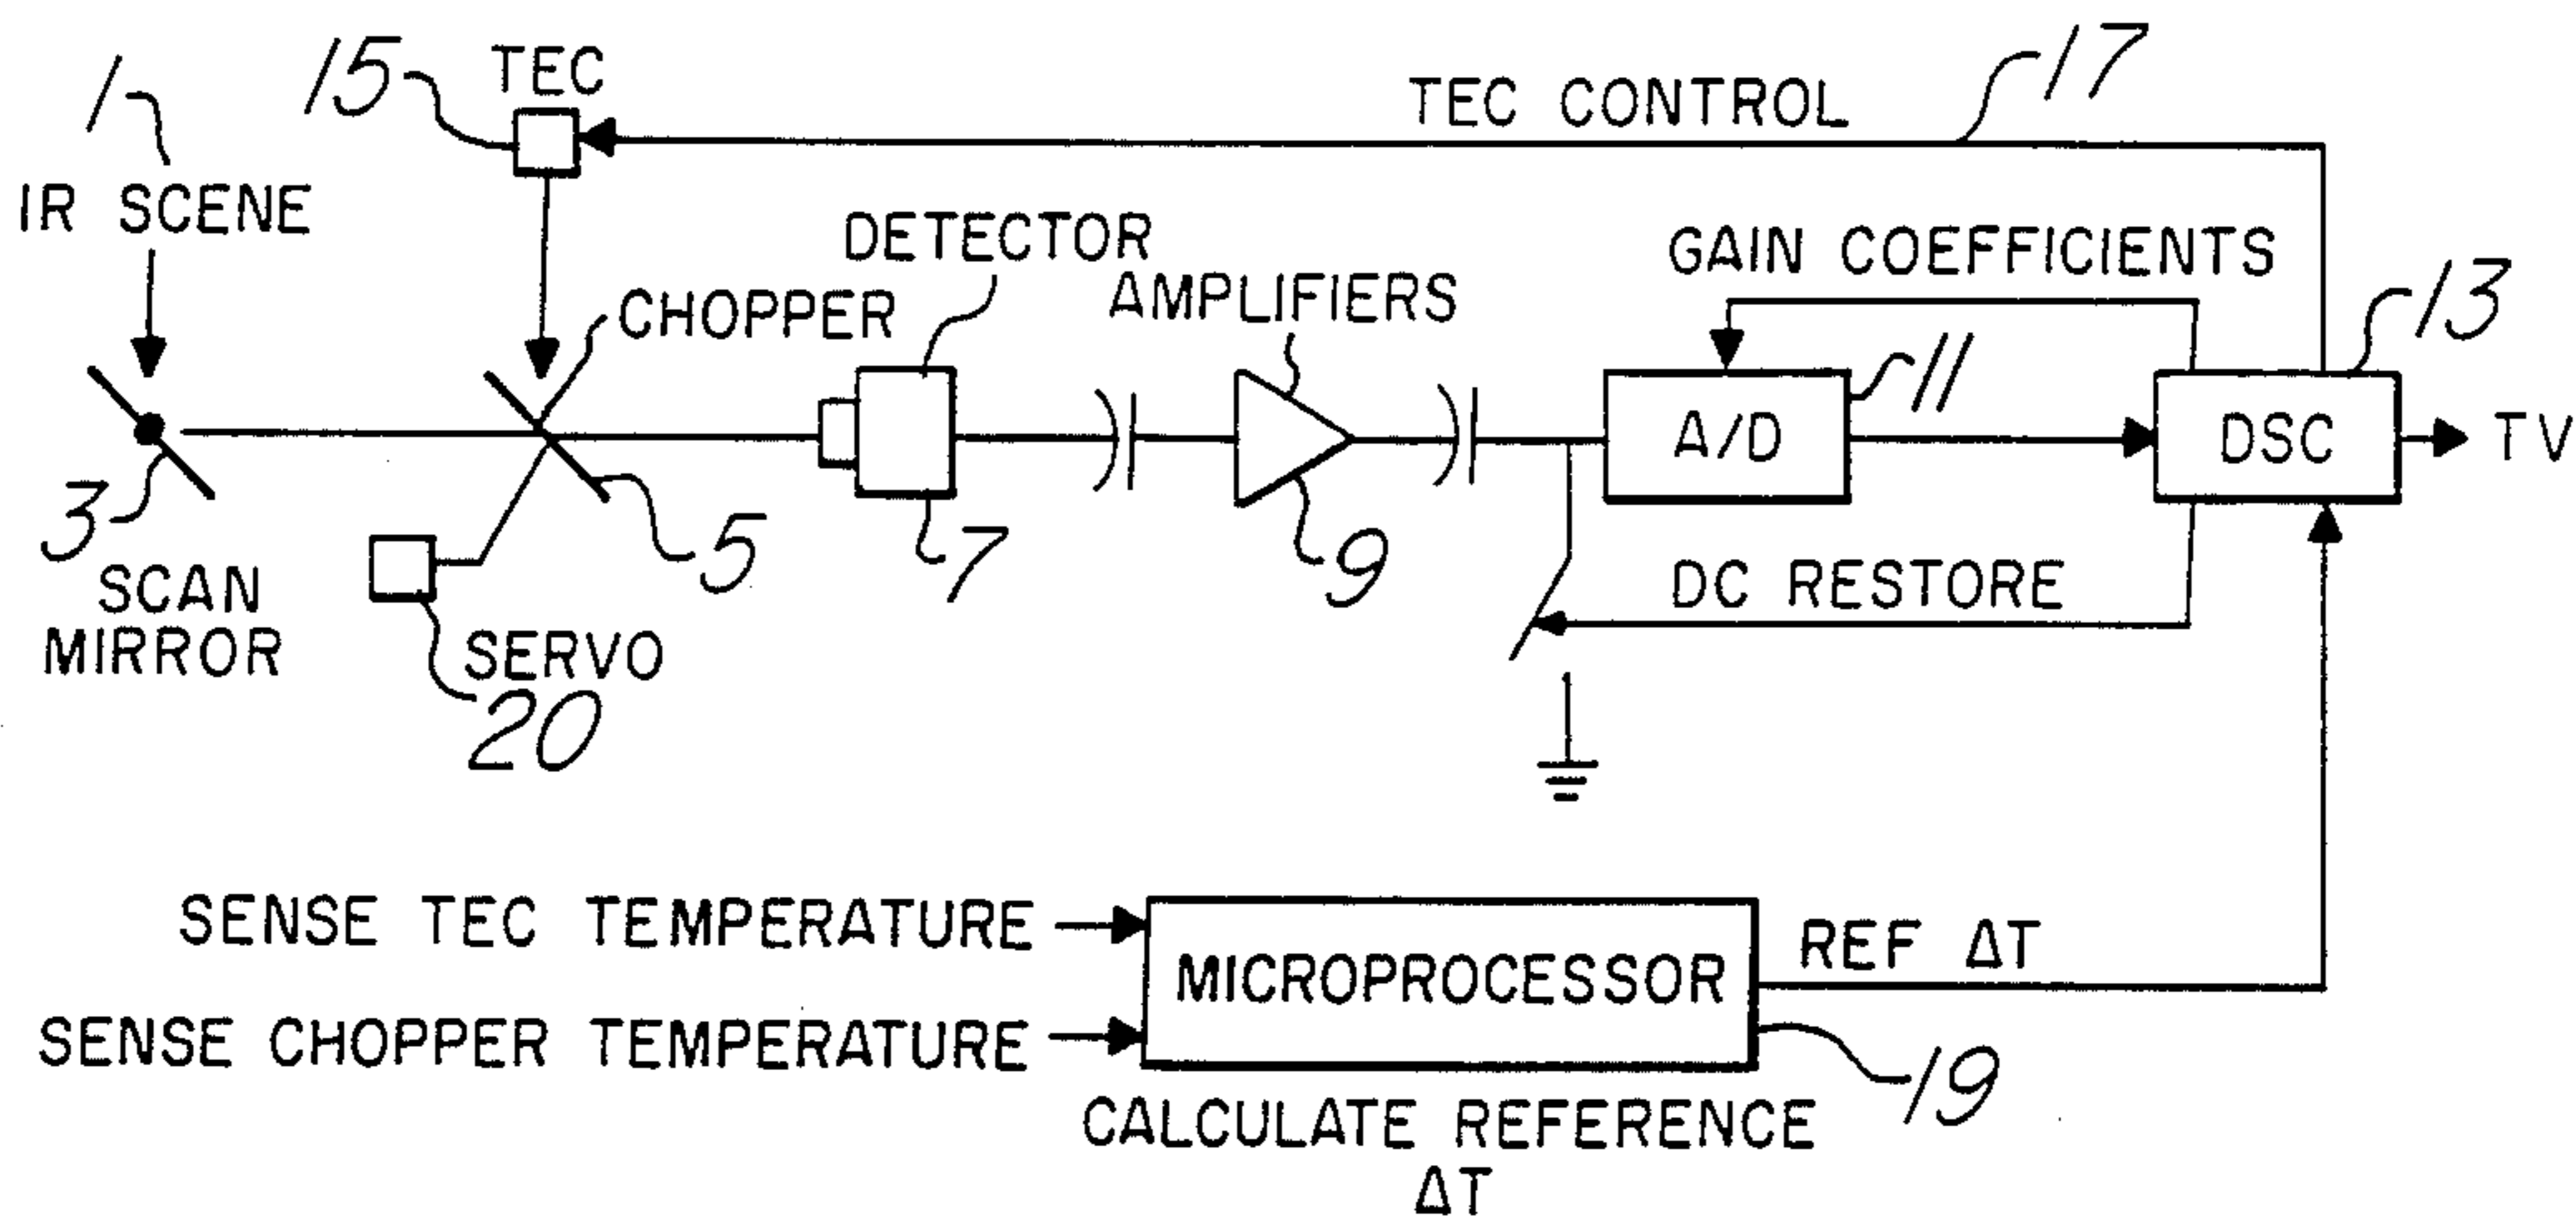 1
IR SCENE
3
SCAN
MIRROR
15
TEC
CHOPPER
5
SERVO
20
DETECTOR
7
AMPLIFIERS
9
TEC CONTROL
17
GAIN COEFFICIENTS
A/D
11
13
DSC
TV
DC RESTORE
SENSE TEC TEMPERATURE
SENSE CHOPPER TEMPERATURE
MICROPROCESSOR
REF ΔT
19
CALCULATE REFERENCE
ΔT